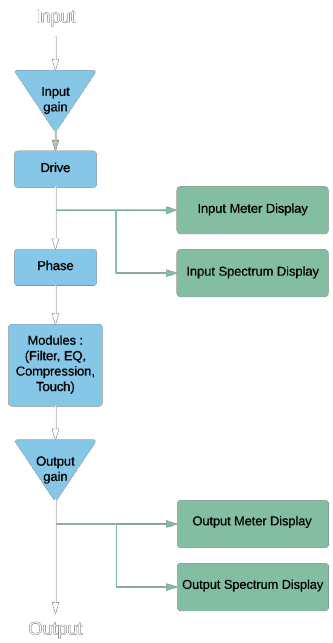 Input
Input
gain
Drive
Input Meter Display
Input Spectrum Display
Phase
Modules :
(Filter, EQ,
Compression,
Touch)
Output
gain
Output Meter Display
Output Spectrum Display
Output